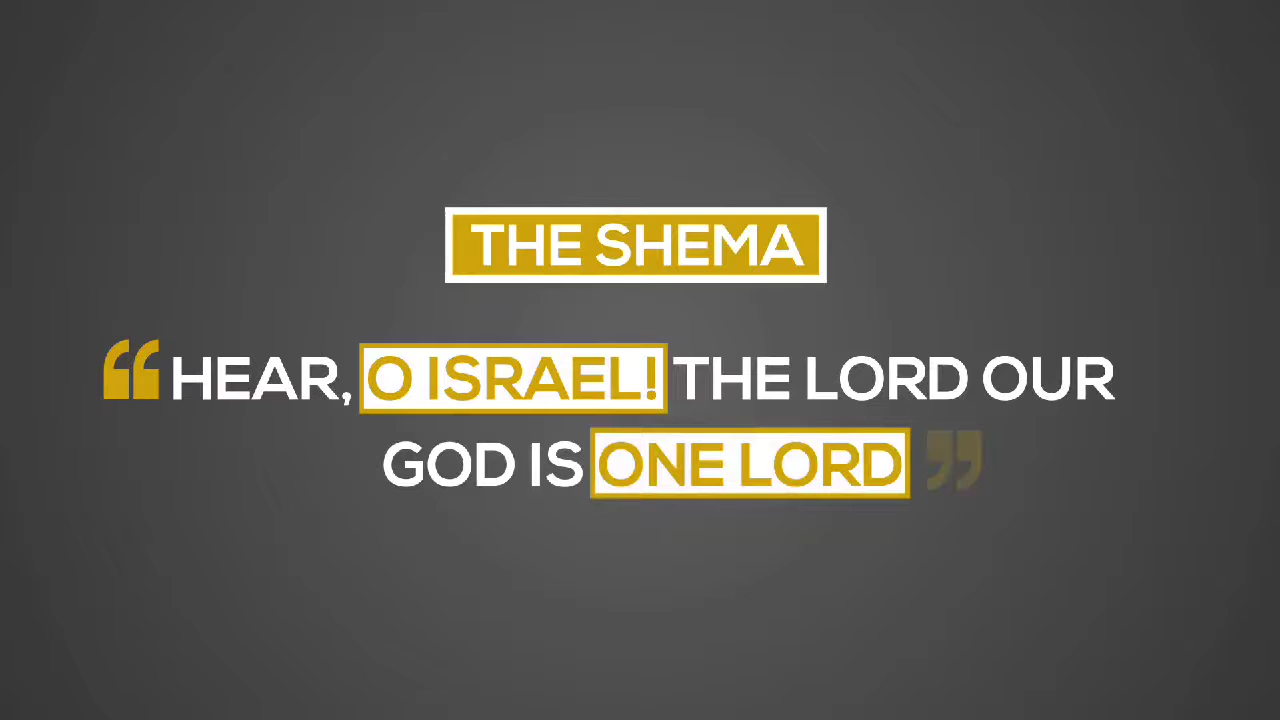 THE SHEMA
“HEAR, O ISRAEL! THE LORD OUR
GOD IS ONE LORD”